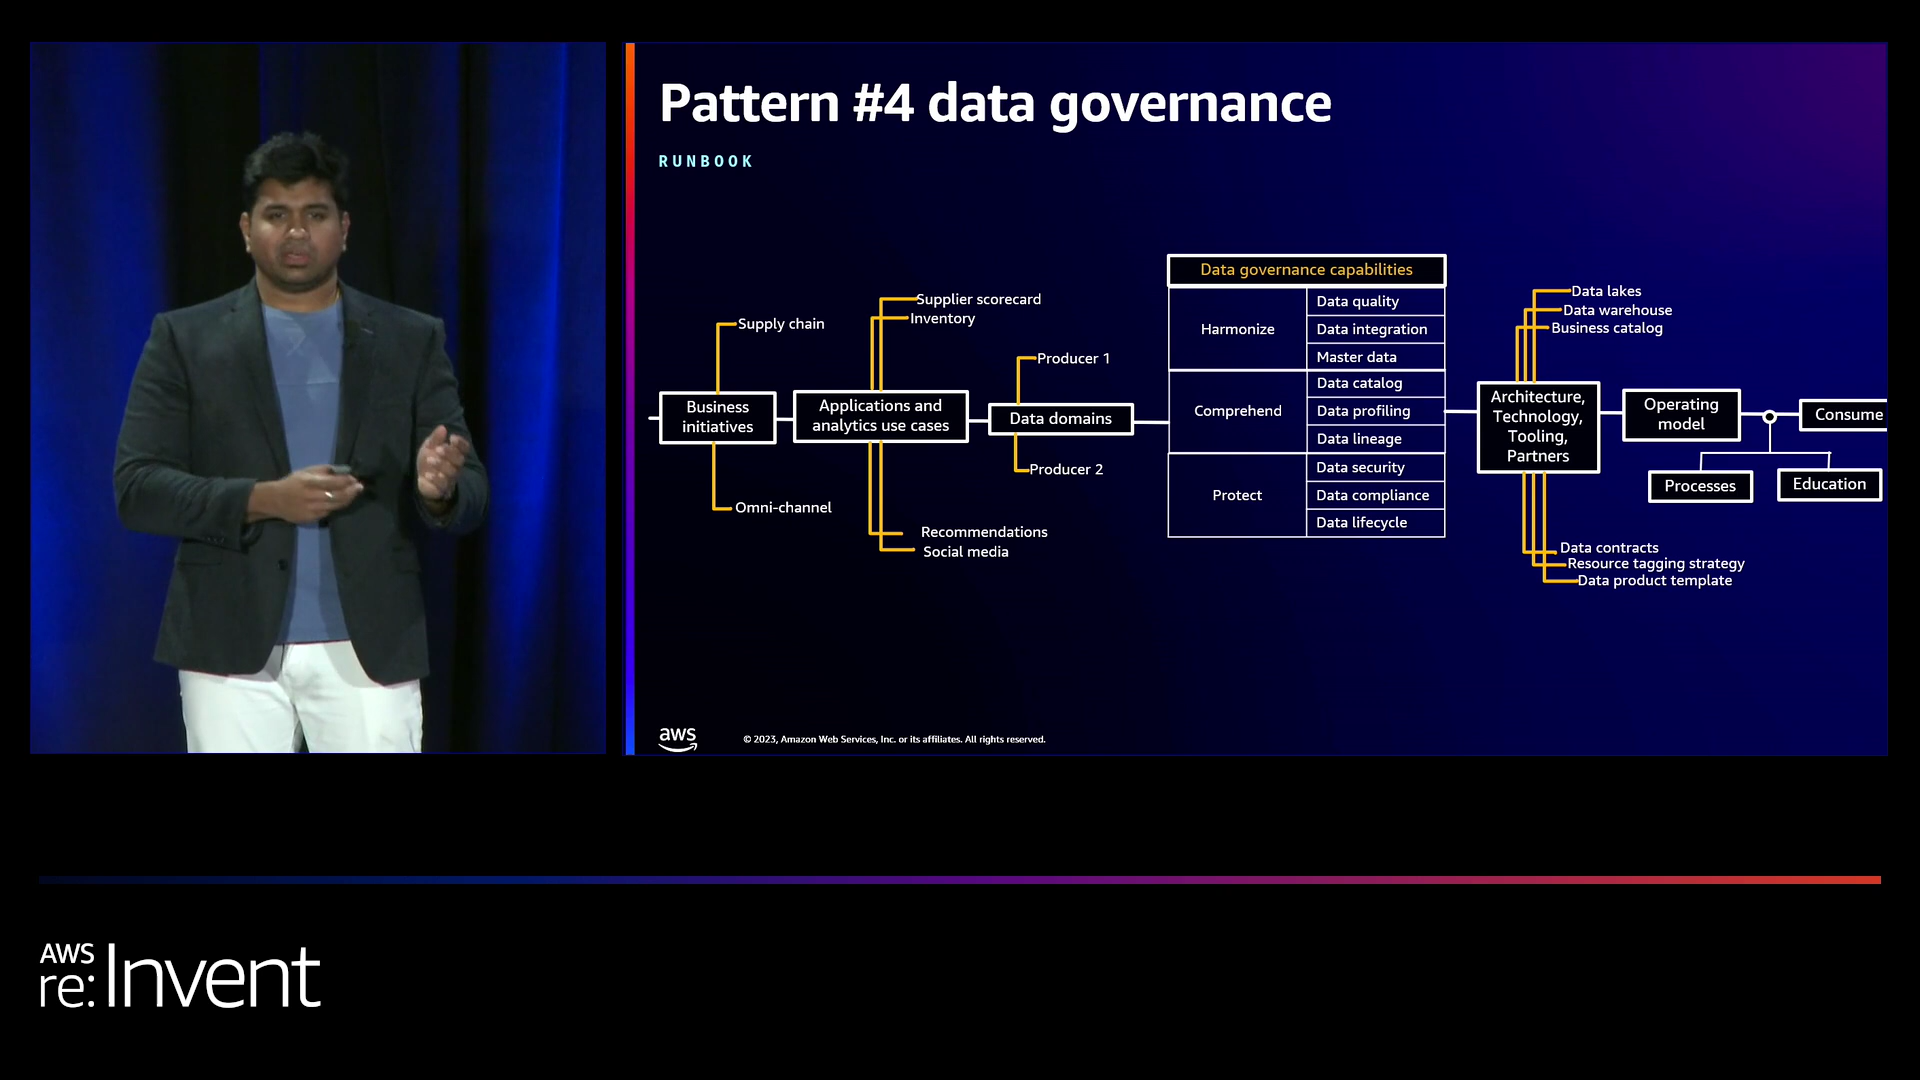 Pattern #4 data governance
RUNBOOK
Supply chain
Omni-channel
Business
initiatives
Supplier scorecard
Inventory
Applications and
analytics use cases
Recommendations
Social media
Producer 1
Data domains
Producer 2
Data governance capabilities
Harmonize
Data quality
Data integration
Master data
Comprehend
Data catalog
Data profiling
Data lineage
Protect
Data security
Data compliance
Data lifecycle
Data lakes
Data warehouse
Business catalog
Architecture,
Technology,
Tooling,
Partners
Data contracts
Resource tagging strategy
Data product template
Operating
model
Consume
Processes
Education
aws
© 2023, Amazon Web Services, Inc. or its affiliates. All rights reserved.
AWS
re:Invent